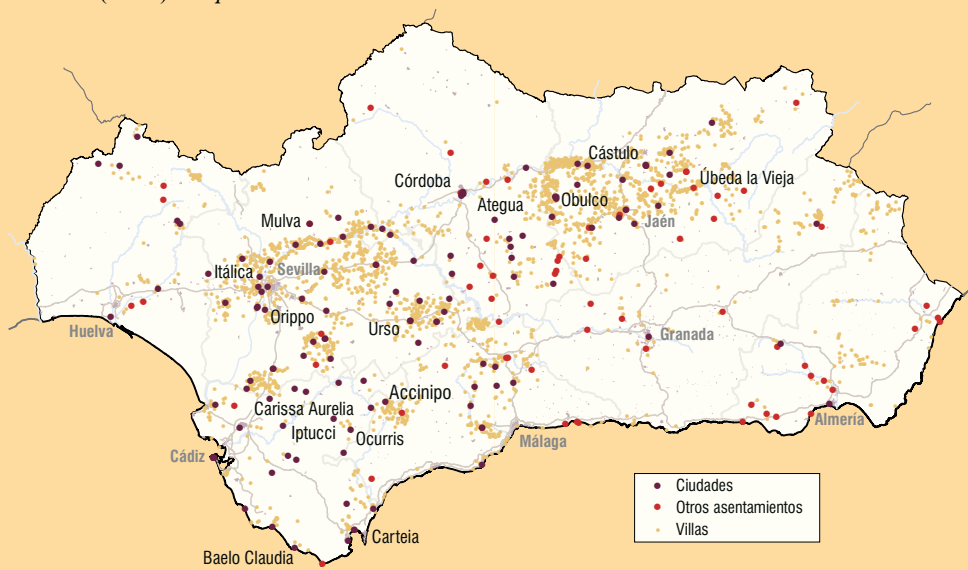 Cástulo
Úbeda la Vieja
Córdoba
Ategua
Obulco
Jaén
Mulva
Itálica
Sevilla
Orippo
Urso
Huelva
Granada
Accinipo
Carissa Aurelia
Iptucci
Ocurris
Málaga
Almería
Cádiz
Carteia
Baelo Claudia
Ciudades
Otros asentamientos
Villas